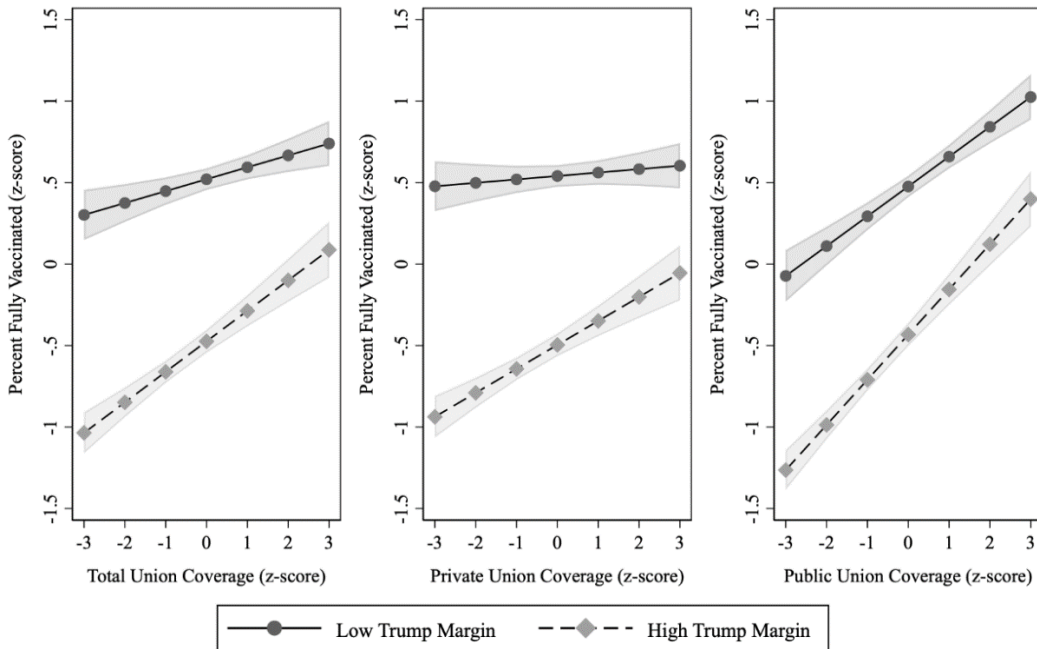 Percent Fully Vaccinated (z-score)
1.5
1
.5
0
-.5
-1
-1.5
-3 -2 -1 0 1 2 3
Total Union Coverage (z-score)
Percent Fully Vaccinated (z-score)
1.5
1
.5
0
-.5
-1
-1.5
-3 -2 -1 0 1 2 3
Private Union Coverage (z-score)
Percent Fully Vaccinated (z-score)
1.5
1
.5
0
-.5
-1
-1.5
-3 -2 -1 0 1 2 3
Public Union Coverage (z-score)
Low Trump Margin High Trump Margin